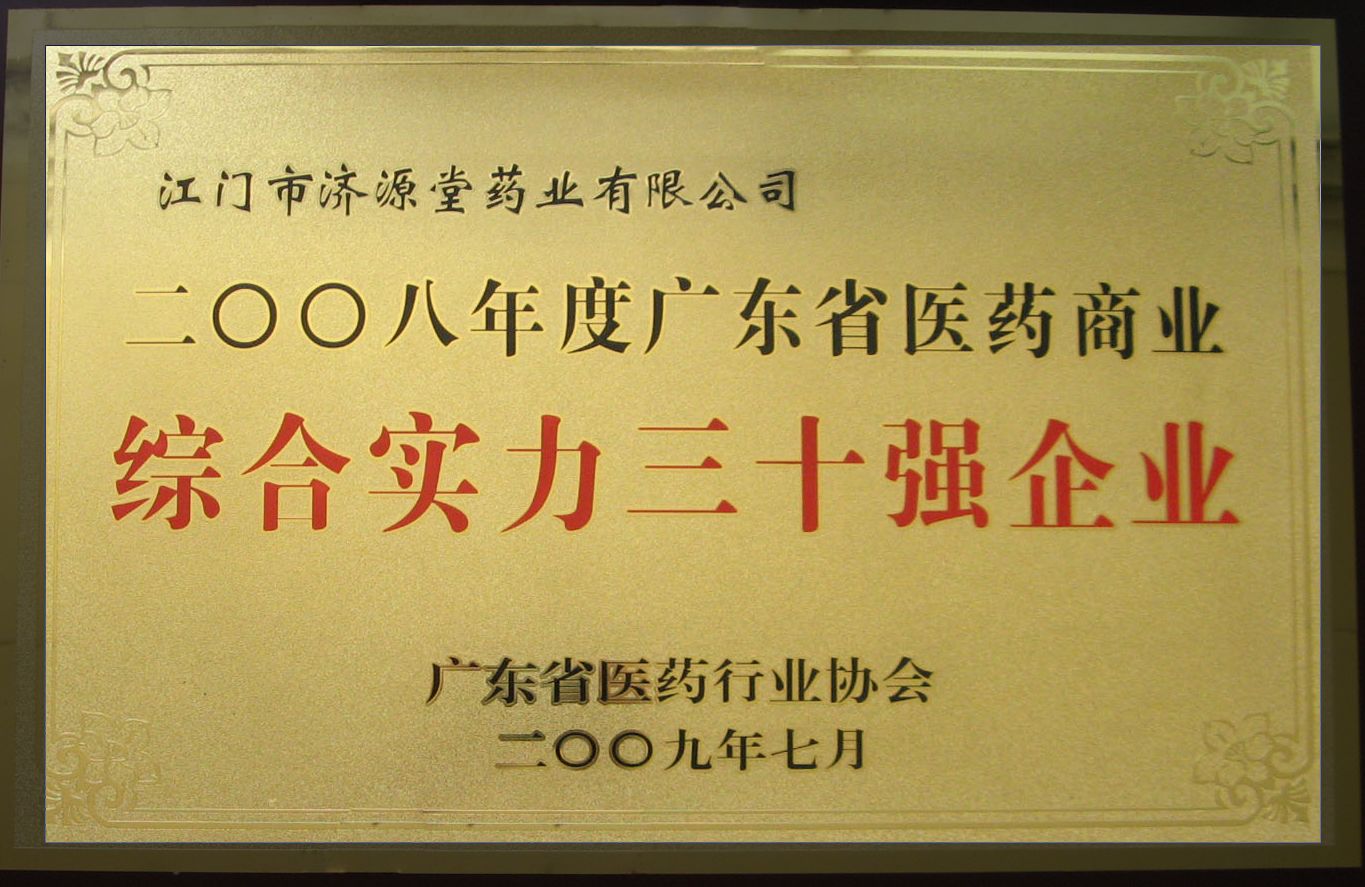 江门市济源堂药业有限公司
二〇〇八年度广东省医药商业
综合实力三十强企业
广东省医药行业协会
二〇〇九年七月